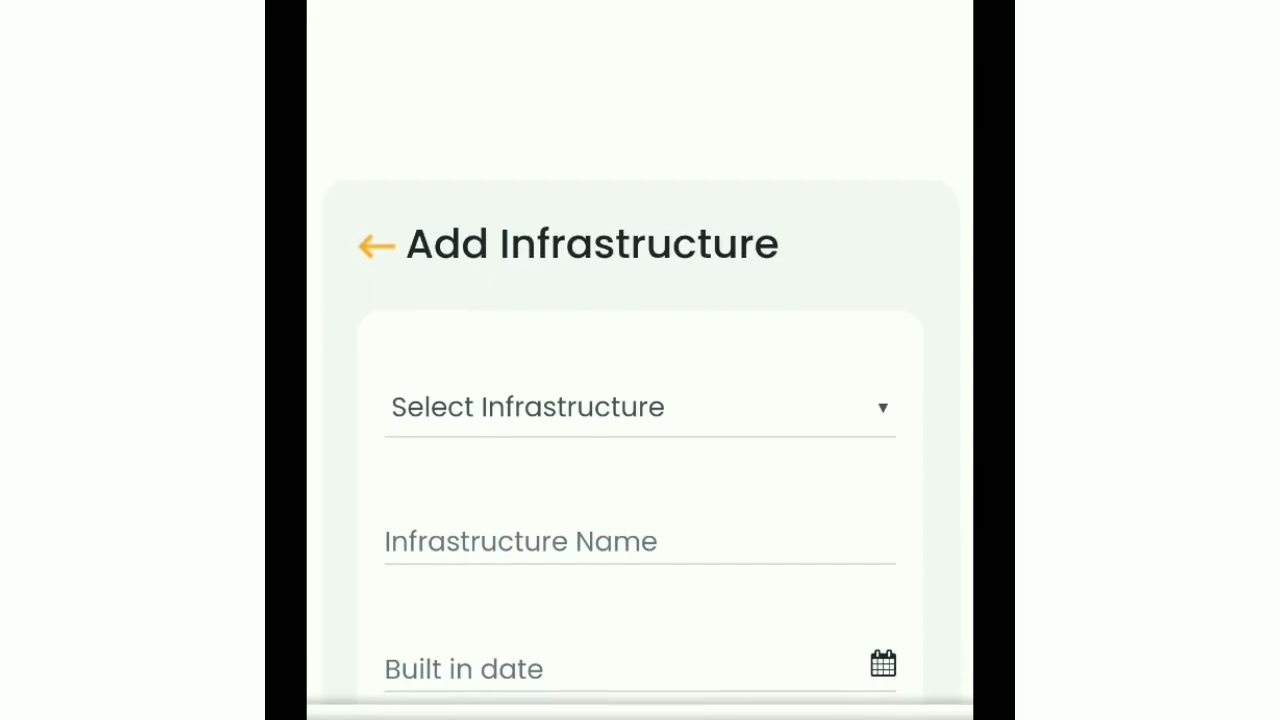 Add Infrastructure
Select Infrastructure
Infrastructure Name
Built in date